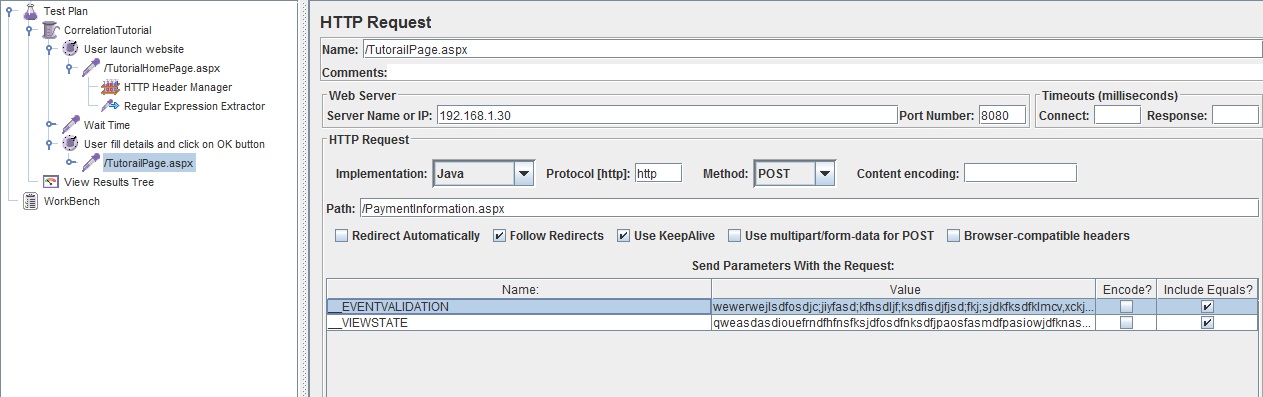 Test Plan
CorrelationTutorial
User launch website
/TutorialHomePage.aspx
HTTP Header Manager
Regular Expression Extractor
Wait Time
User fill details and click on OK button
/TutorailPage.aspx
View Results Tree
WorkBench
HTTP Request
Name: /TutorailPage.aspx
Comments:
Web Server
Server Name or IP: 192.168.1.30 Port Number: 8080
Timeouts (milliseconds)
Connect: Response:
HTTP Request
Implementation: Java Protocol [http]: http Method: POST Content encoding:
Path: /PaymentInformation.aspx
Redirect Automatically Follow Redirects Use KeepAlive Use multipart/form-data for POST Browser-compatible headers
Send Parameters With the Request:
Name: Value Encode? Include Equals?
__EVENTVALIDATION wewerwejlsdfosdjc;jiyfasd;kfhsdljf;ksdfisdjfjsd;fkj;sjdkfksdfklmcv,xckj...
__VIEWSTATE qweasdasdiouefrndfhfnsfksjdfosdfnksdfjpaosfasmdfpasiowjdfknas...